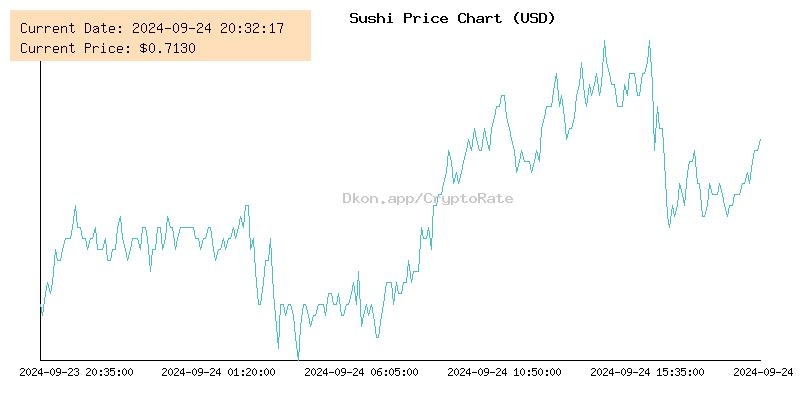 Sushi Price Chart (USD)
Current Date: 2024-09-24 20:32:17
Current Price: $0.7130
Dkon.app/CryptoRate
2024-09-23 20:35:00 2024-09-24 01:20:00 2024-09-24 06:05:00 2024-09-24 10:50:00 2024-09-24 15:35:00 2024-09-24